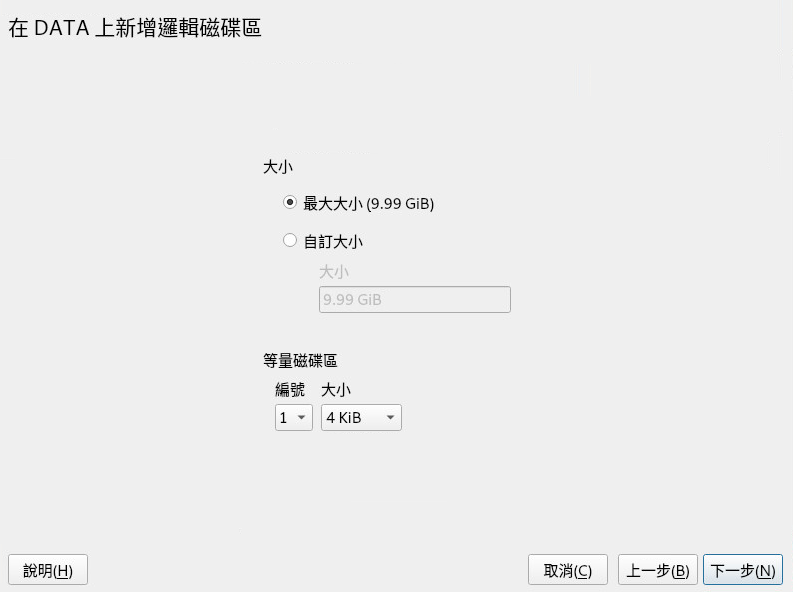 在 DATA 上新增邏輯磁碟區
大小
最大大小 (9.99 GiB)
自訂大小
大小
9.99 GiB
等量磁碟區
編號 大小
1 4 KiB
說明(H) 取消(C) 上一步(B) 下一步(N)